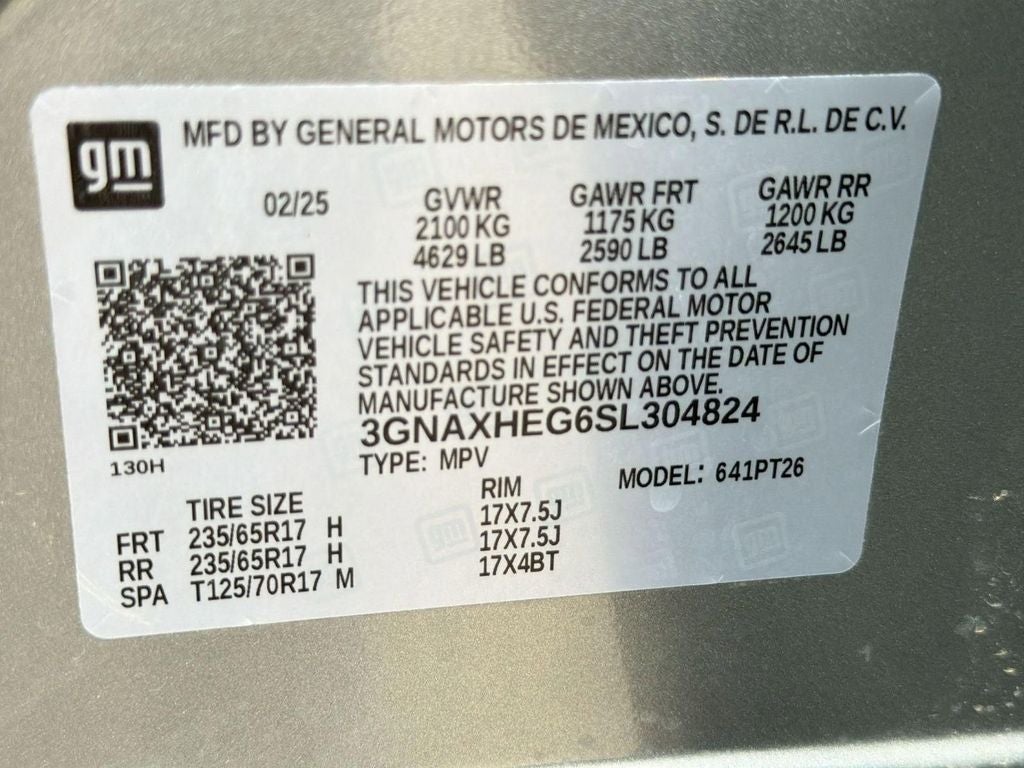 gm
MFD BY GENERAL MOTORS DE MEXICO, S. DE R.L. DE C.V.
02/25 GVWR GAWR FRT GAWR RR
2100 KG 1175 KG 1200 KG
4629 LB 2590 LB 2645 LB
THIS VEHICLE CONFORMS TO ALL
APPLICABLE U.S. FEDERAL MOTOR
VEHICLE SAFETY AND THEFT PREVENTION
STANDARDS IN EFFECT ON THE DATE OF
MANUFACTURE SHOWN ABOVE.
3GNAXHEG6SL304824
130H
TYPE: MPV MODEL: 641PT26
TIRE SIZE RIM
FRT 235/65R17 H 17X7.5J
RR 235/65R17 H 17X7.5J
SPA T125/70R17 M 17X4BT